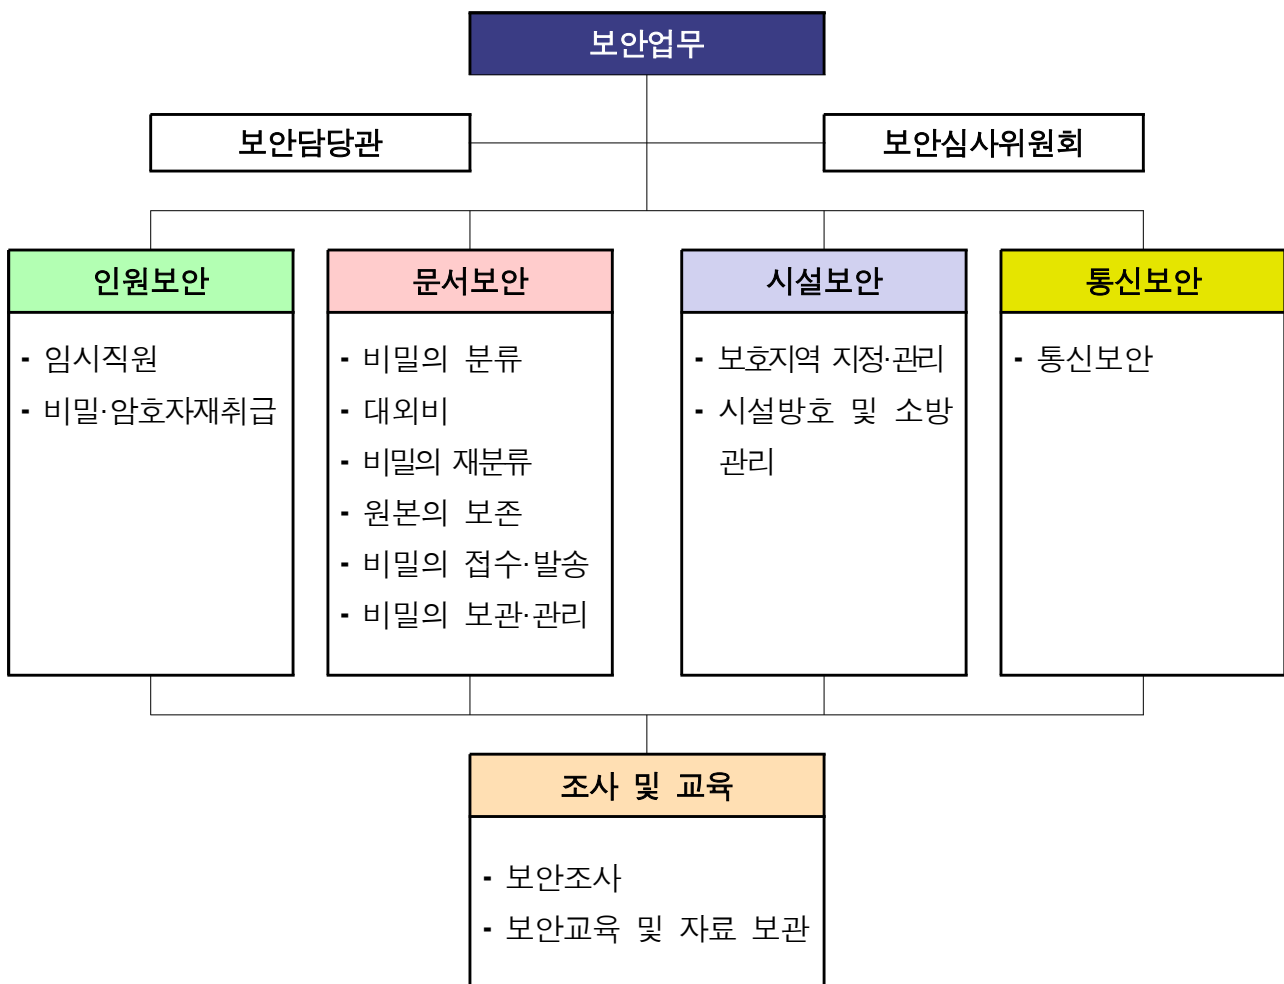 보안업무
보안담당관
보안심사위원회
인원보안
- 임시직원
- 비밀·암호자재취급
문서보안
- 비밀의 분류
- 대외비
- 비밀의 재분류
- 원본의 보존
- 비밀의 접수·발송
- 비밀의 보관·관리
시설보안
- 보호지역 지정·관리
- 시설방호 및 소방
관리
통신보안
- 통신보안
조사 및 교육
- 보안조사
- 보안교육 및 자료 보관